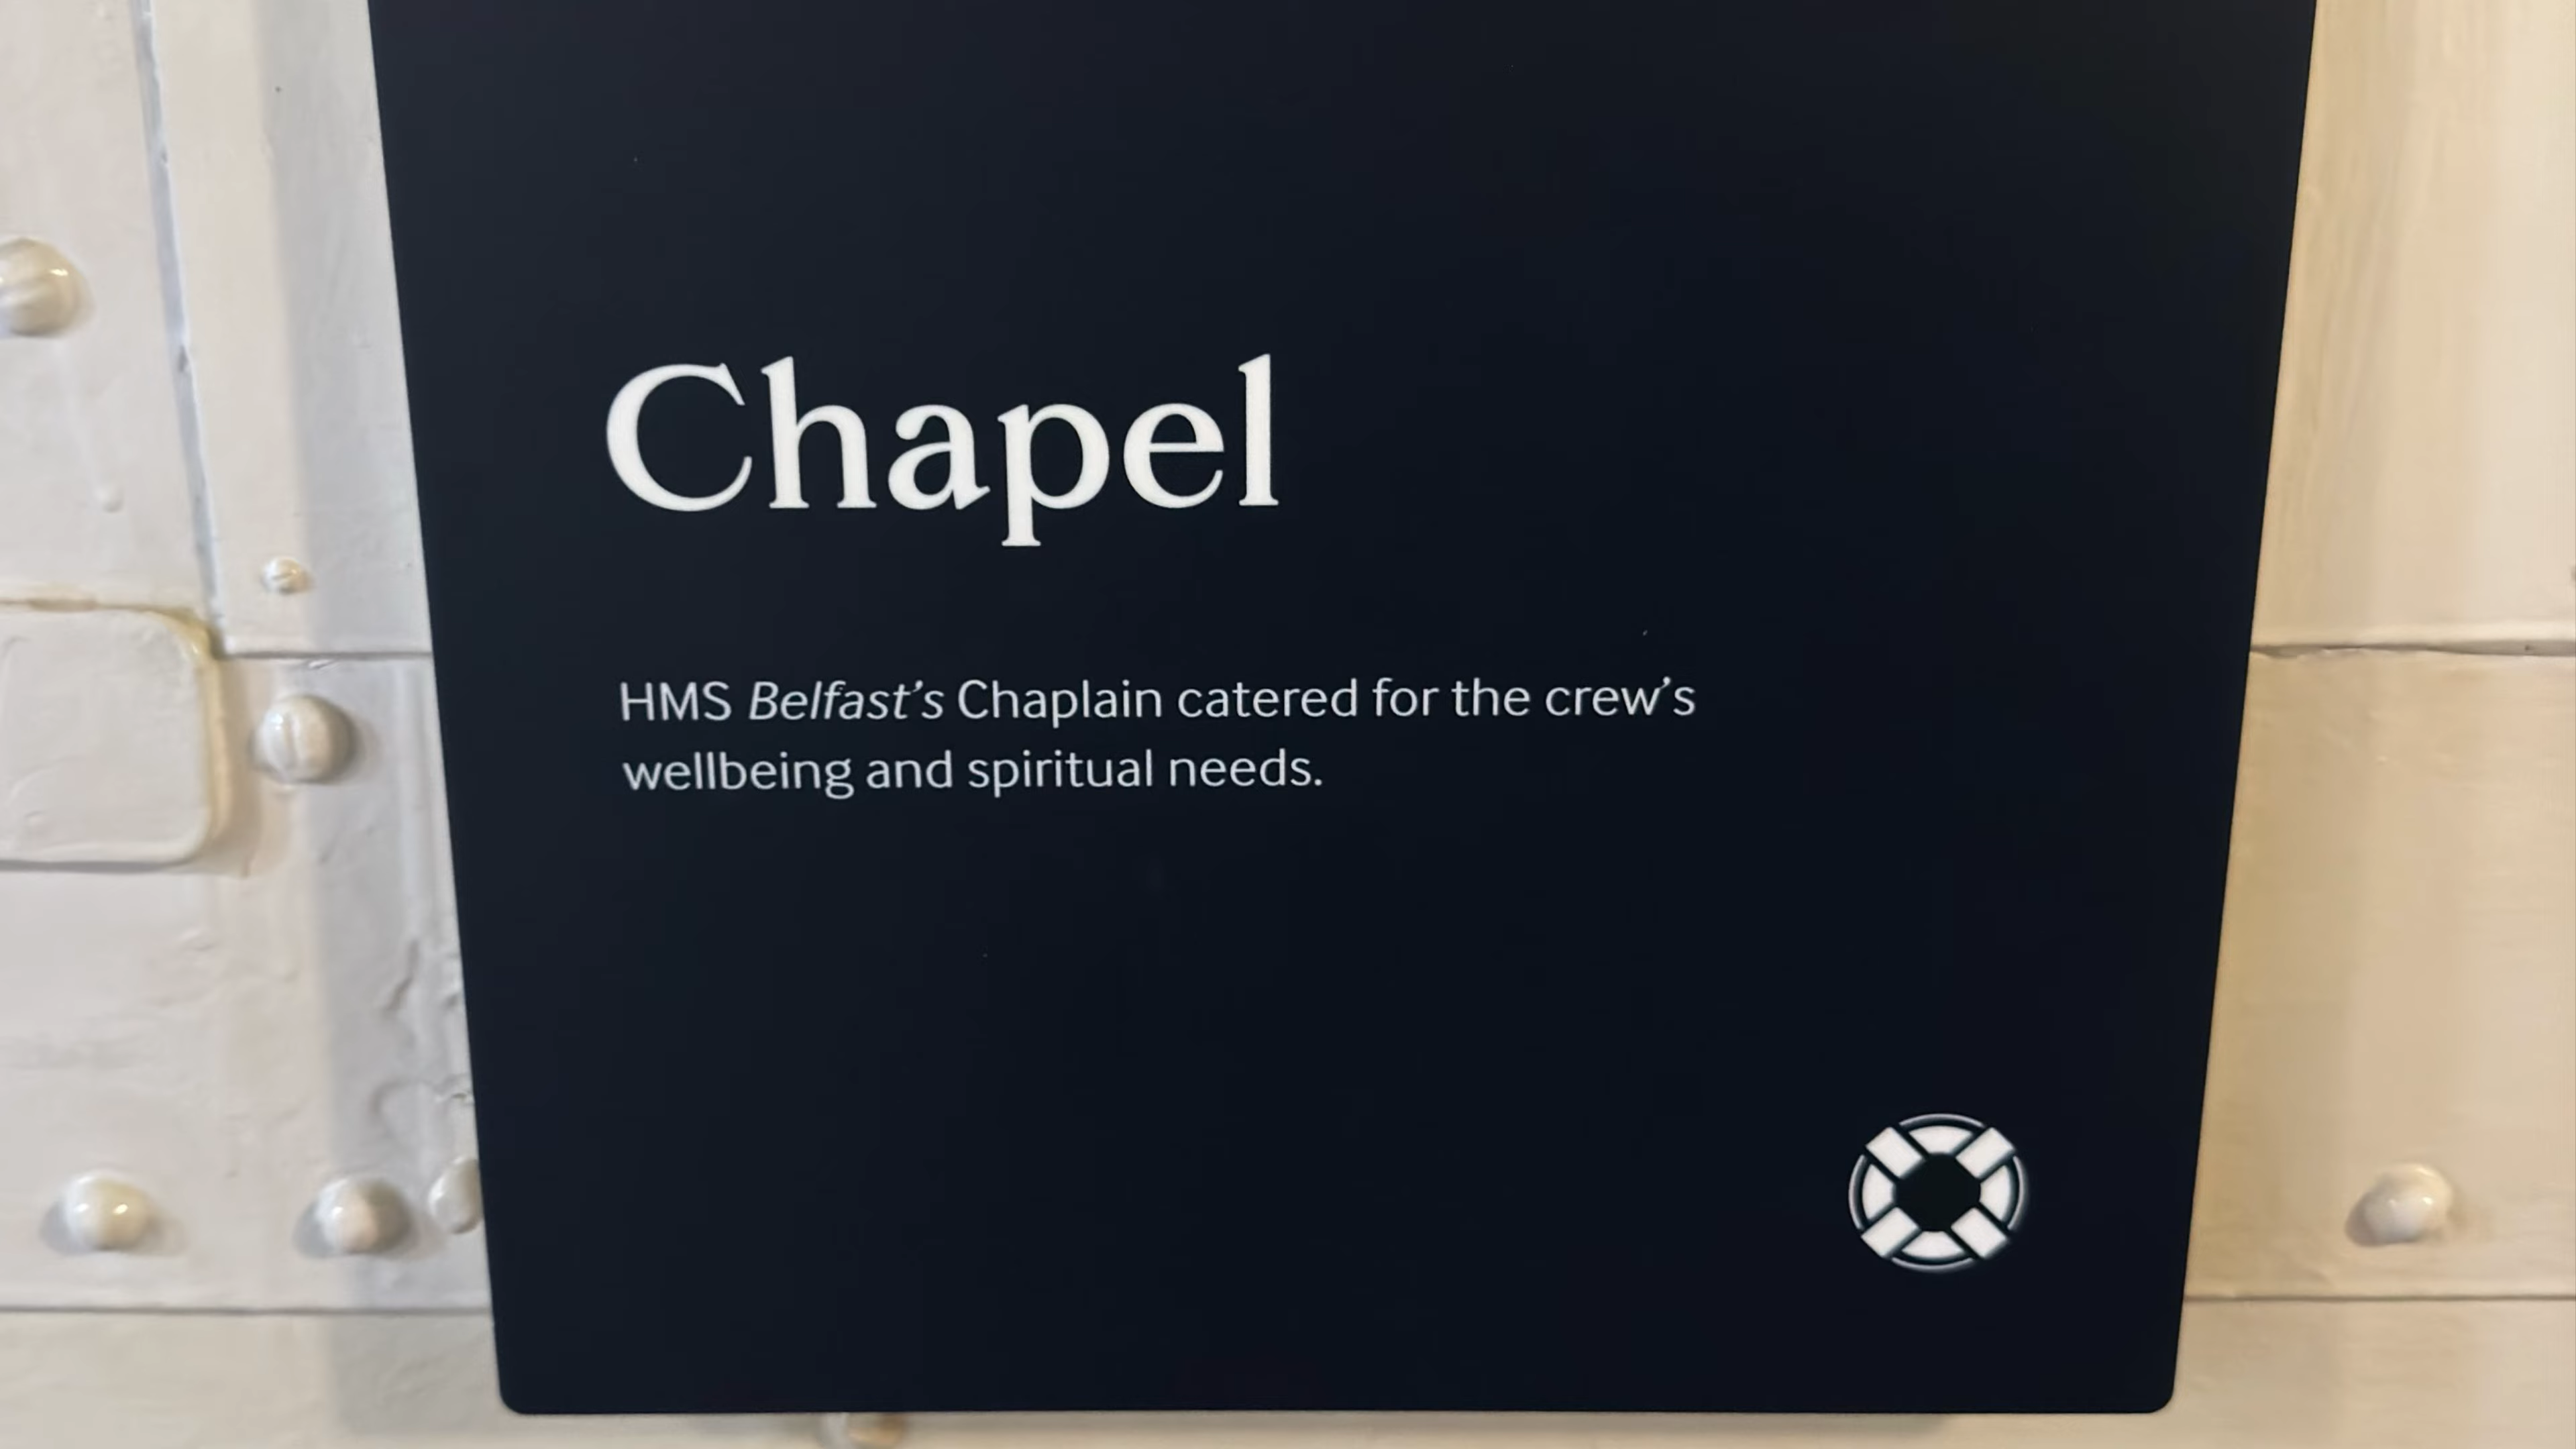 Chapel
HMS Belfast’s Chaplain catered for the crew’s
wellbeing and spiritual needs.